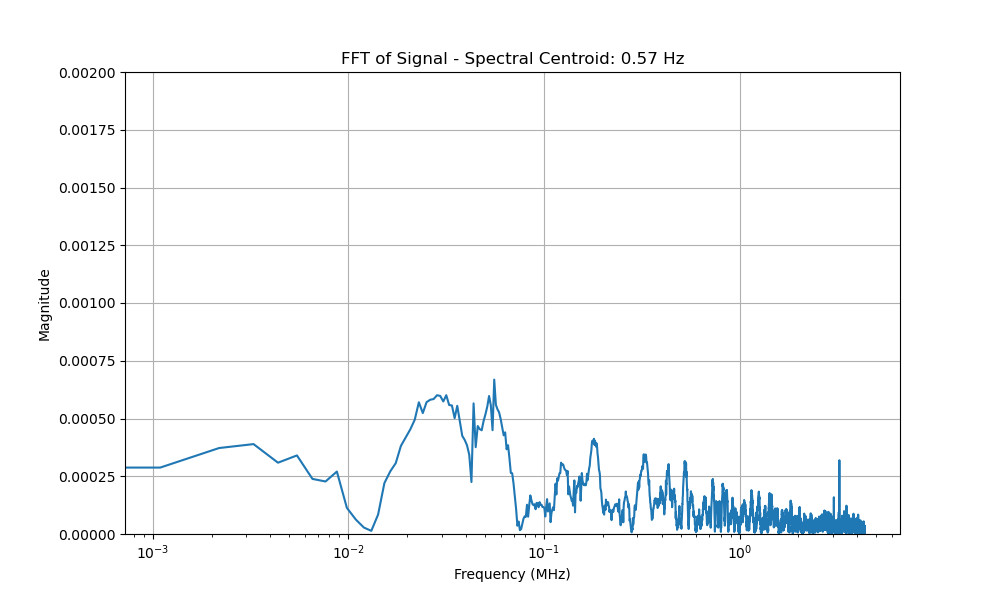 FFT of Signal - Spectral Centroid: 0.57 Hz
0.00200
0.00175
0.00150
0.00125
0.00100
0.00075
0.00050
0.00025
0.00000
Magnitude
10⁻³ 10⁻² 10⁻¹ 10⁰
Frequency (MHz)